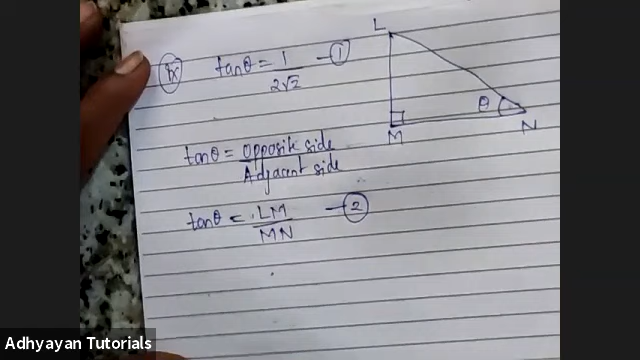 ix tanθ = 1/2√2 — 1
L
θ
M N
tanθ = Opposite side
Adjacent side
tanθ = LM/MN — 2
Adhyayan Tutorials